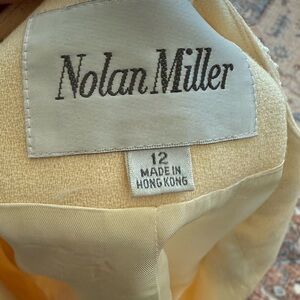 Nolan Miller
12
MADE IN
HONG KONG